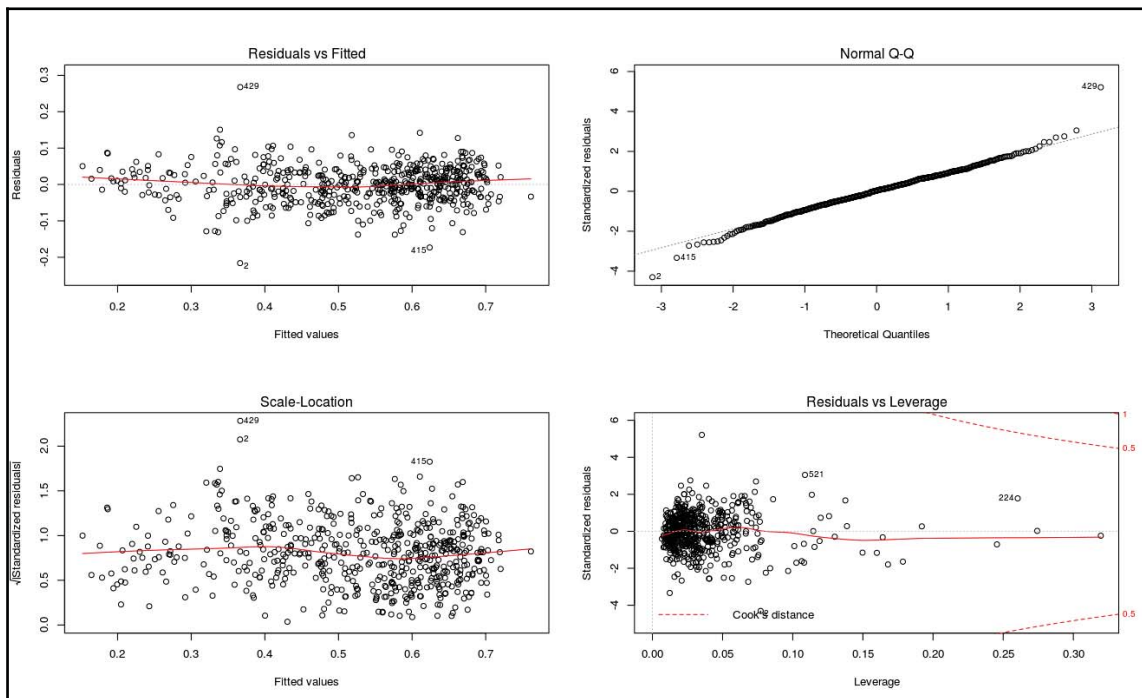 Residuals vs Fitted
Residuals
0.3
0.2
0.1
0.0
-0.1
-0.2
429
415
2
0.2 0.3 0.4 0.5 0.6 0.7
Fitted values
Normal Q-Q
Standardized residuals
6
4
2
0
-2
-4
429
415
2
-3 -2 -1 0 1 2 3
Theoretical Quantiles
Scale-Location
√|Standardized residuals|
2.0
1.5
1.0
0.5
0.0
429
2
415
0.2 0.3 0.4 0.5 0.6 0.7
Fitted values
Residuals vs Leverage
Standardized residuals
6
4
2
0
-2
-4
1
0.5
521
224
2
Cook's distance
0.5
0.00 0.05 0.10 0.15 0.20 0.25 0.30
Leverage